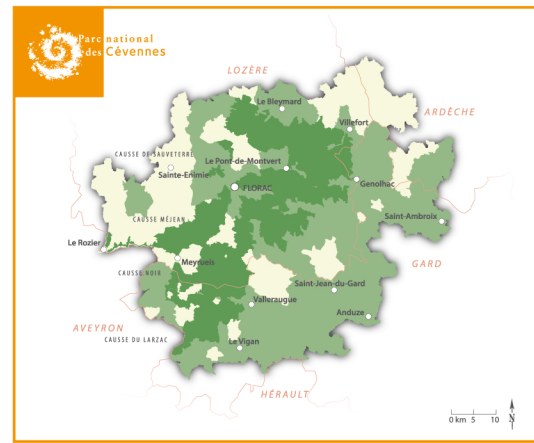 Parc national
des Cévennes
LOZÈRE
ARDÈCHE
Le Bleymard
Villefort
CAUSSE DE SAUVETERRE
Le Pont-de-Montvert
Sainte-Enimie
Genolhac
FLORAC
CAUSSE MÉJEAN
Saint-Ambroix
Le Rozier
Meyrueis
GARD
CAUSSE NOIR
Saint-Jean-du-Gard
Valleraugue
Anduze
AVEYRON
CAUSSE DU LARZAC
Le Vigan
HÉRAULT
0 km 5 10
N